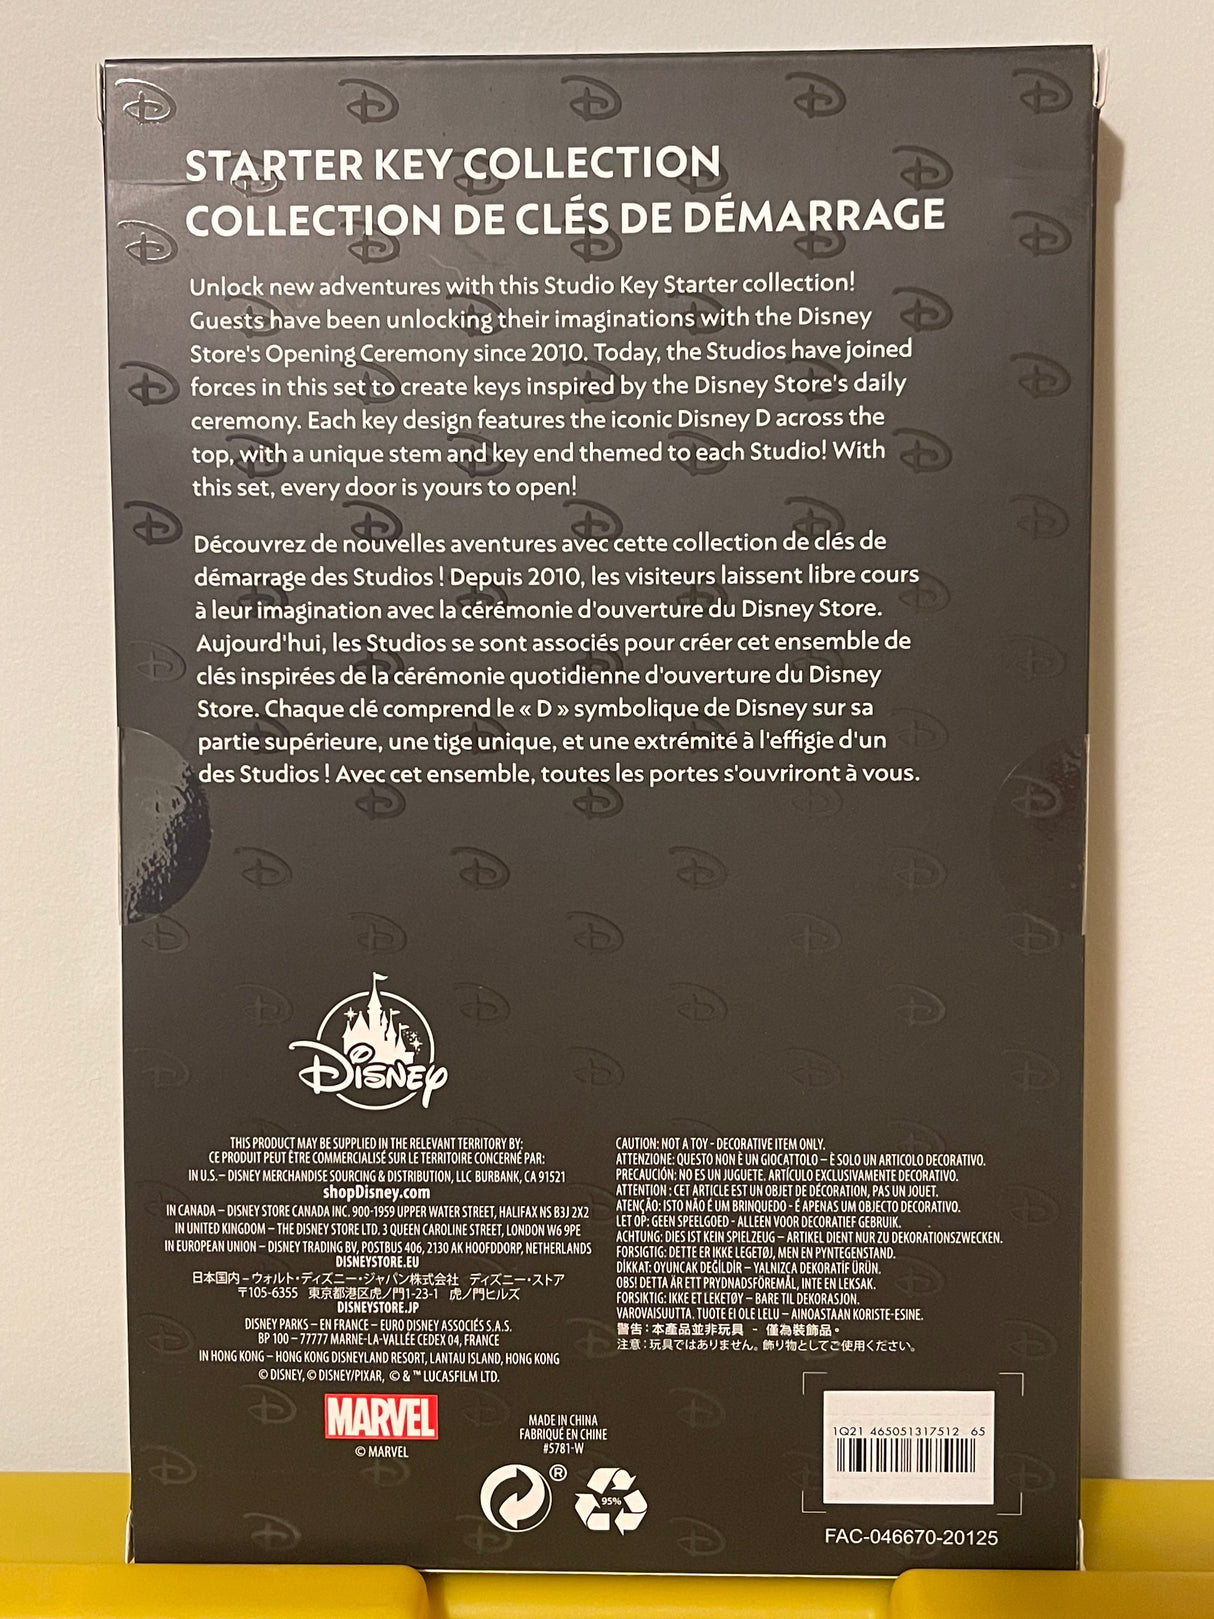 STARTER KEY COLLECTION
COLLECTION DE CLÉS DE DÉMARRAGE
Unlock new adventures with this Studio Key Starter collection!
Guests have been unlocking their imaginations with the Disney
Store's Opening Ceremony since 2010. Today, the Studios have joined
forces in this set to create keys inspired by the Disney Store's daily
ceremony. Each key design features the iconic Disney D across the
top, with a unique stem and key end themed to each Studio! With
this set, every door is yours to open!
Découvrez de nouvelles aventures avec cette collection de clés de
démarrage des Studios ! Depuis 2010, les visiteurs laissent libre cours
à leur imagination avec la cérémonie d'ouverture du Disney Store.
Aujourd'hui, les Studios se sont associés pour créer cet ensemble de
clés inspirées de la cérémonie quotidienne d'ouverture du Disney
Store. Chaque clé comprend le « D » symbolique de Disney sur sa
partie supérieure, une tige unique, et une extrémité à l'effigie d'un
des Studios ! Avec cet ensemble, toutes les portes s'ouvriront à vous.
DISNEY
THIS PRODUCT MAY BE SUPPLIED IN THE RELEVANT TERRITORY BY:
CE PRODUIT PEUT ÊTRE COMMERCIALISÉ SUR LE TERRITOIRE CONCERNÉ PAR:
IN U.S. – DISNEY MERCHANDISE SOURCING & DISTRIBUTION, LLC BURBANK, CA 91521
shopDisney.com
IN CANADA – DISNEY STORE CANADA INC. 900-1959 UPPER WATER STREET, HALIFAX NS B3J 2X2
IN UNITED KINGDOM – THE DISNEY STORE LTD. 3 QUEEN CAROLINE STREET, LONDON W6 9PE
IN EUROPEAN UNION – DISNEY TRADING BV, POSTBUS 406, 2130 AK HOOFDDORP, NETHERLANDS
DISNEYSTORE.EU
日本国内 – ウォルト・ディズニー・ジャパン株式会社 ディズニー・ストア
〒105-6355 東京都港区虎ノ門1-23-1 虎ノ門ヒルズ
DISNEYSTORE.JP
DISNEY PARKS – EN FRANCE – EURO DISNEY ASSOCIÉS S.A.S.
BP 100 – 77777 MARNE-LA-VALLÉE CEDEX 04, FRANCE
IN HONG KONG – HONG KONG DISNEYLAND RESORT, LANTAU ISLAND, HONG KONG
© DISNEY, © DISNEY/PIXAR, © & ™ LUCASFILM LTD.
MARVEL
© MARVEL
MADE IN CHINA
FABRIQUÉ EN CHINE
#5781-W
®
95%
CAUTION: NOT A TOY - DECORATIVE ITEM ONLY.
ATTENZIONE: QUESTO NON È UN GIOCATTOLO – È SOLO UN ARTICOLO DECORATIVO.
PRECAUCIÓN: NO ES UN JUGUETE. ARTÍCULO EXCLUSIVAMENTE DECORATIVO.
ATTENTION : CET ARTICLE EST UN OBJET DE DÉCORATION, PAS UN JOUET.
ATENÇÃO: ISTO NÃO É UM BRINQUEDO - É APENAS UM OBJECTO DECORATIVO.
LET OP: GEEN SPEELGOED - ALLEEN VOOR DECORATIEF GEBRUIK.
ACHTUNG: DIES IST KEIN SPIELZEUG – ARTIKEL DIENT NUR ZU DEKORATIONSZWECKEN.
FORSIGTIG: DETTE ER IKKE LEGETØJ, MEN EN PYNTEGENSTAND.
DİKKAT: OYUNCAK DEĞİLDİR – YALNIZCA DEKORATİF ÜRÜN.
OBS! DETTA ÄR ETT PRYDNADSFÖREMÅL, INTE EN LEKSAK.
FORSIKTIG: IKKE ET LEKETØY – BARE TIL DEKORASJON.
VAROVAISUUTTA. TUOTE EI OLE LELU – AINOASTAAN KORISTE-ESINE.
警告：本產品並非玩具 - 僅為裝飾品。
注意：玩具ではありません。飾り物としてご使用ください。
1Q21 465051317512 65
FAC-046670-20125